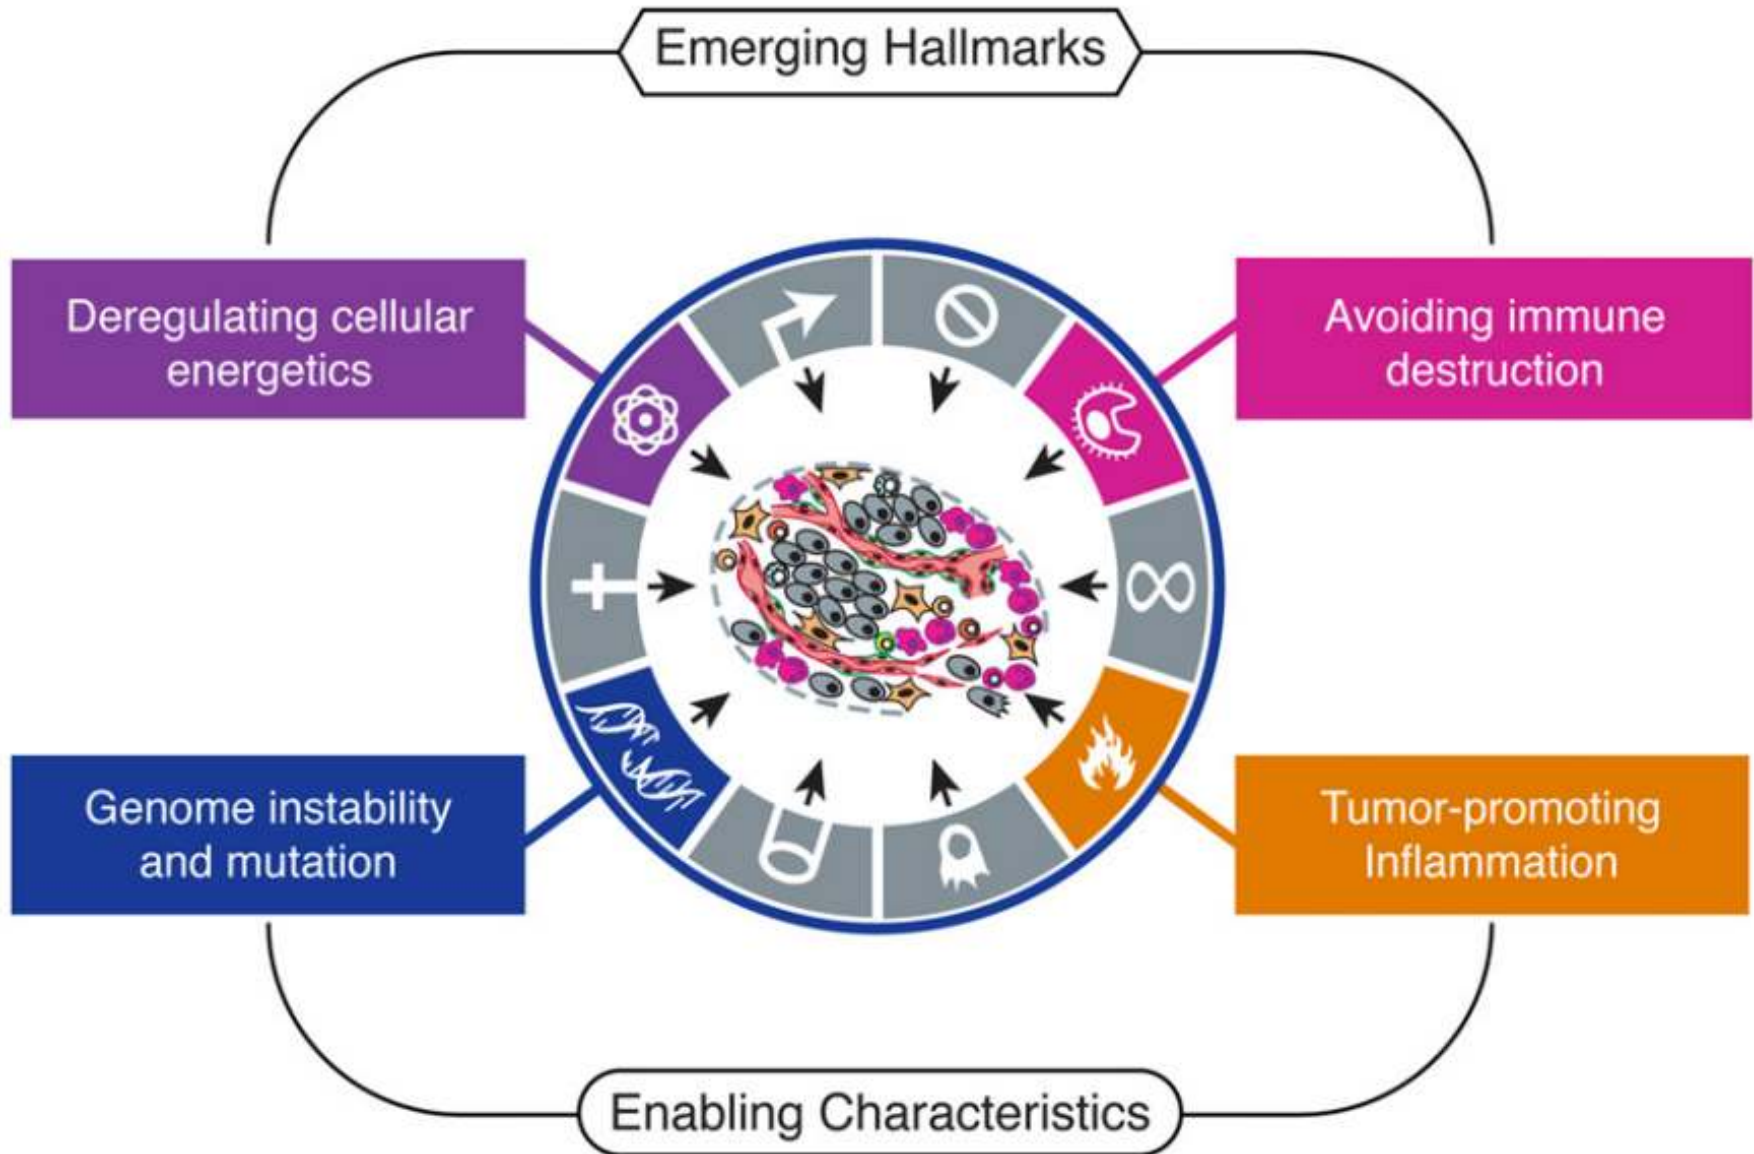 Emerging Hallmarks
Deregulating cellular
energetics
Avoiding immune
destruction
Genome instability
and mutation
Tumor-promoting
Inflammation
Enabling Characteristics